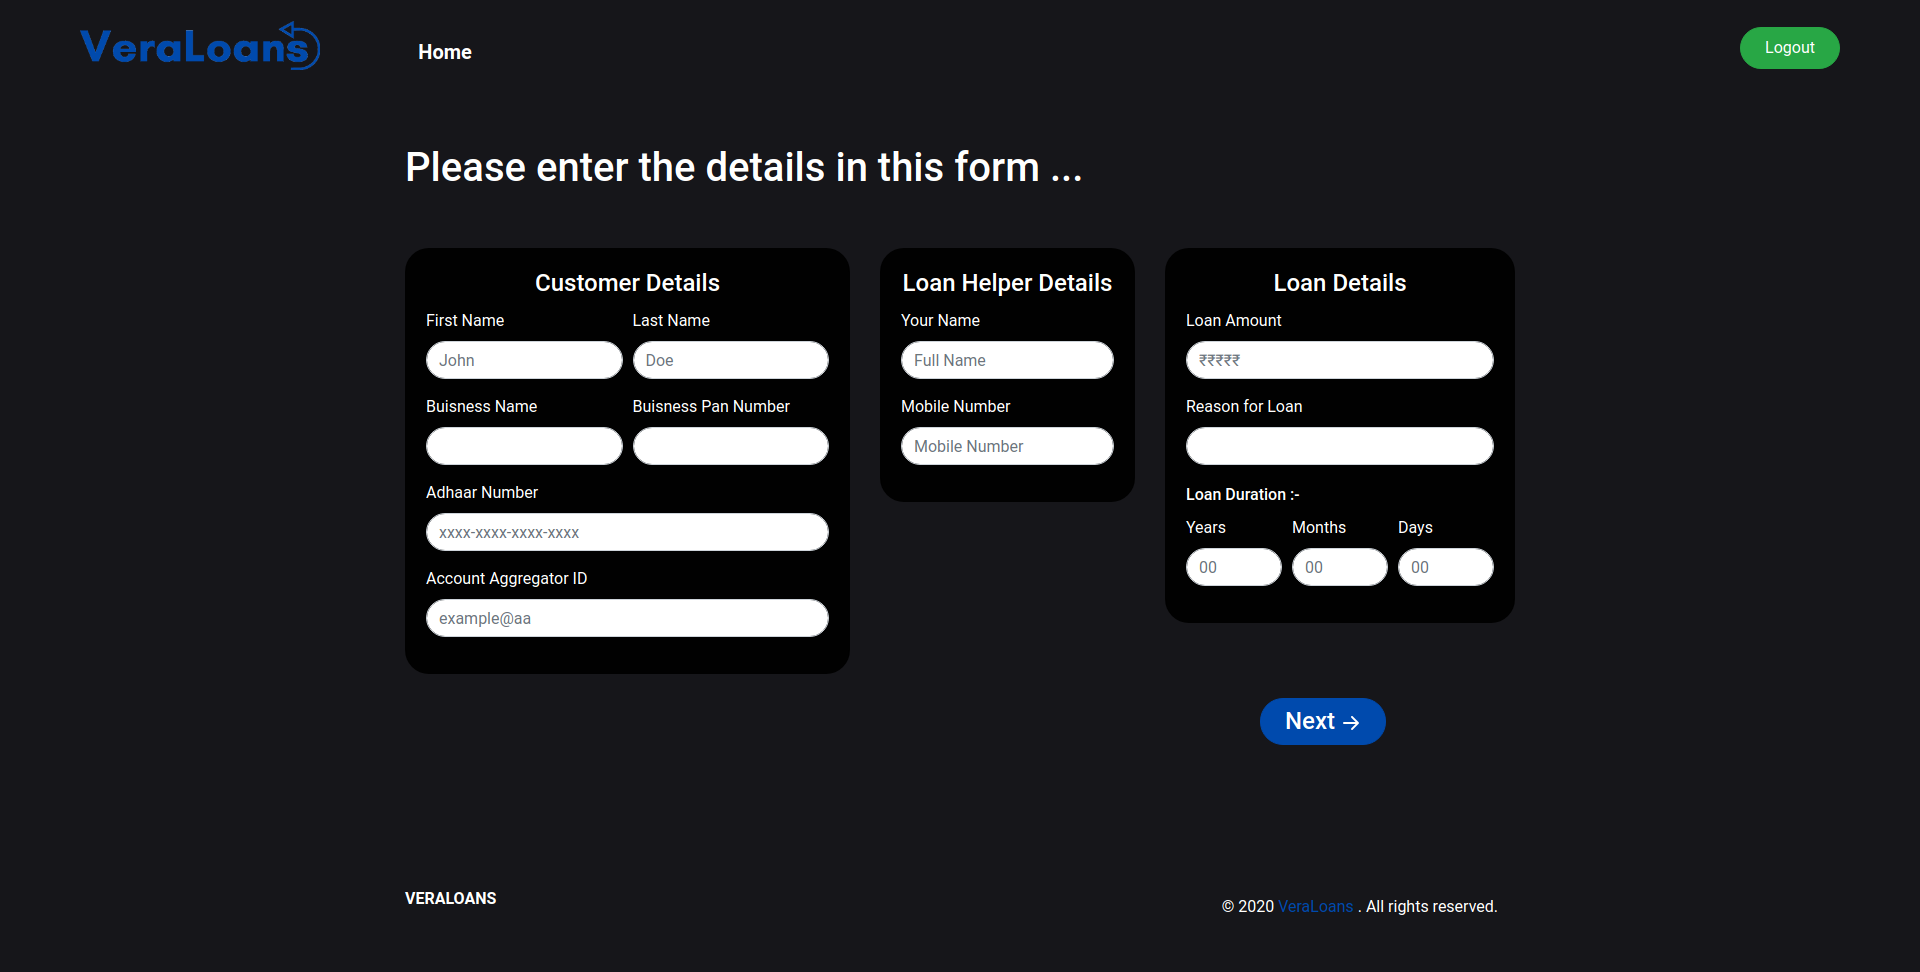 VeraLoans
Home
Logout
Please enter the details in this form ...
Customer Details
First Name
Last Name
John
Doe
Buisness Name
Buisness Pan Number
Adhaar Number
xxxx-xxxx-xxxx-xxxx
Account Aggregator ID
example@aa
Loan Helper Details
Your Name
Full Name
Mobile Number
Mobile Number
Loan Details
Loan Amount
₹₹₹₹₹
Reason for Loan
Loan Duration :-
Years
Months
Days
00
00
00
Next →
VERALOANS
© 2020 VeraLoans . All rights reserved.